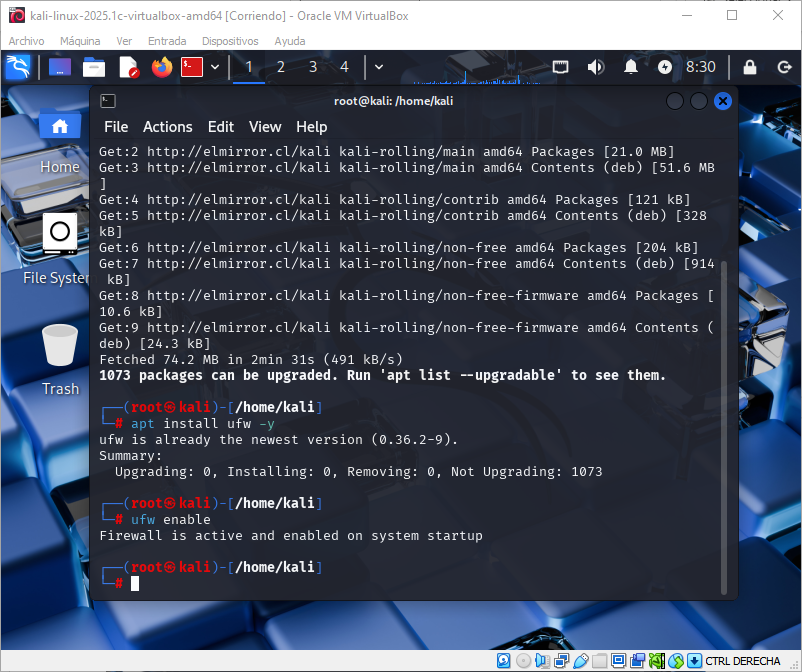 kali-linux-2025.1c-virtualbox-amd64 [Corriendo] - Oracle VM VirtualBox
Archivo Máquina Ver Entrada Dispositivos Ayuda
1 2 3 4 8:30
root@kali: /home/kali
File Actions Edit View Help
Home
File System
Trash
Get:2 http://elmirror.cl/kali kali-rolling/main amd64 Packages [21.0 MB]
Get:3 http://elmirror.cl/kali kali-rolling/main amd64 Contents (deb) [51.6 MB
]
Get:4 http://elmirror.cl/kali kali-rolling/contrib amd64 Packages [121 kB]
Get:5 http://elmirror.cl/kali kali-rolling/contrib amd64 Contents (deb) [328
kB]
Get:6 http://elmirror.cl/kali kali-rolling/non-free amd64 Packages [204 kB]
Get:7 http://elmirror.cl/kali kali-rolling/non-free amd64 Contents (deb) [914
kB]
Get:8 http://elmirror.cl/kali kali-rolling/non-free-firmware amd64 Packages [
10.6 kB]
Get:9 http://elmirror.cl/kali kali-rolling/non-free-firmware amd64 Contents (
deb) [24.3 kB]
Fetched 74.2 MB in 2min 31s (491 kB/s)
1073 packages can be upgraded. Run 'apt list --upgradable' to see them.
┌──(root㉿kali)-[/home/kali]
└─# apt install ufw -y
ufw is already the newest version (0.36.2-9).
Summary:
Upgrading: 0, Installing: 0, Removing: 0, Not Upgrading: 1073
┌──(root㉿kali)-[/home/kali]
└─# ufw enable
Firewall is active and enabled on system startup
┌──(root㉿kali)-[/home/kali]
└─#
CTRL DERECHA